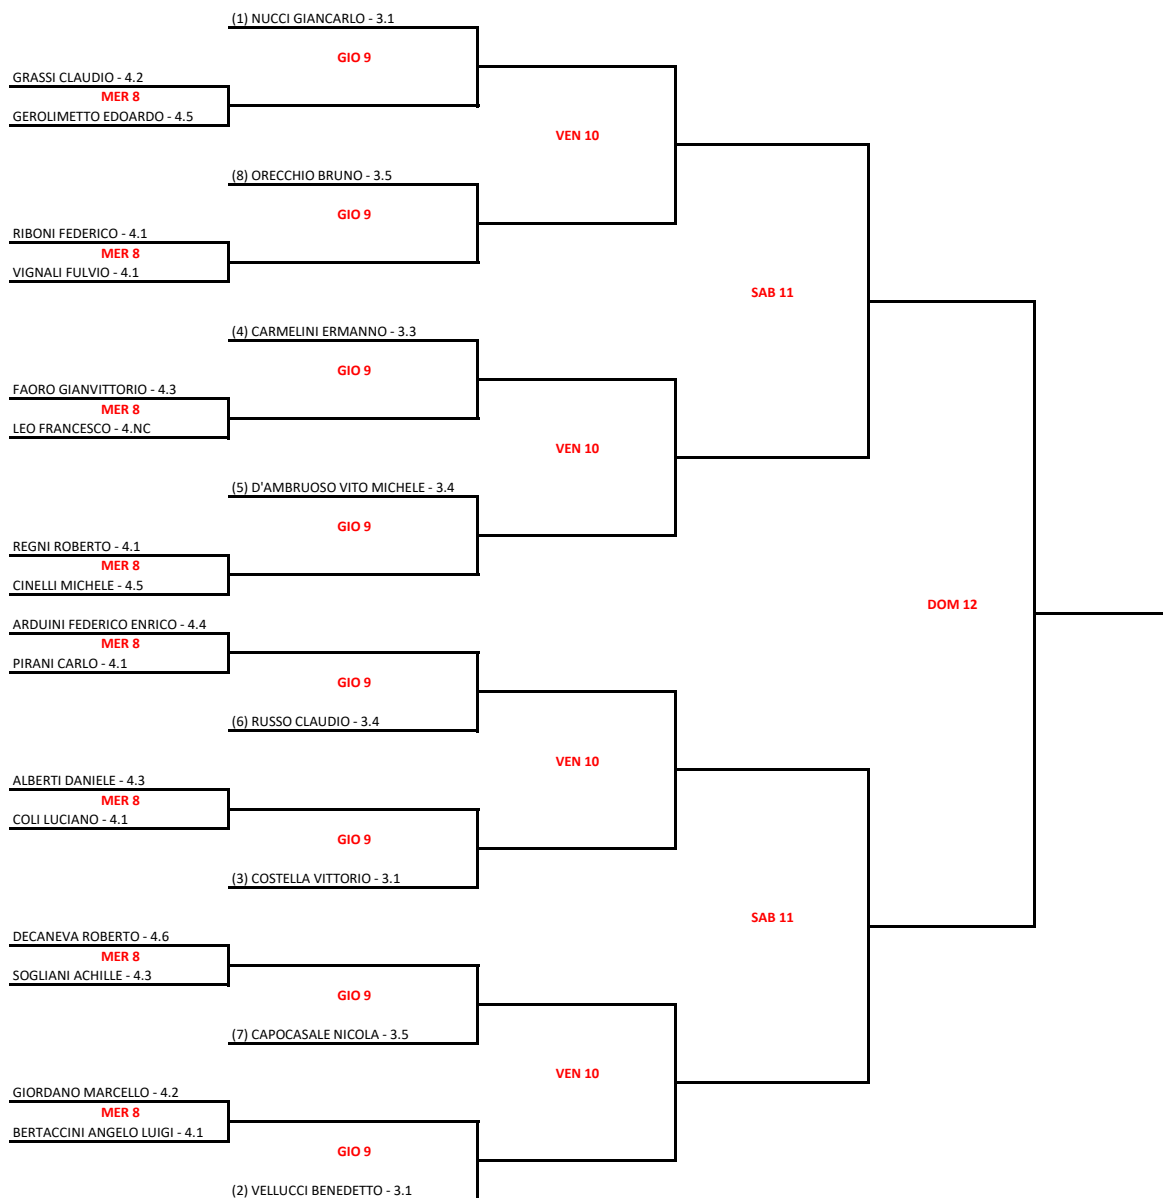 (1) NUCCI GIANCARLO - 3.1
GIO 9
GRASSI CLAUDIO - 4.2
MER 8
GEROLIMETTO EDOARDO - 4.5
VEN 10
(8) ORECCHIO BRUNO - 3.5
GIO 9
RIBONI FEDERICO - 4.1
MER 8
VIGNALI FULVIO - 4.1
SAB 11
(4) CARMELINI ERMANNO - 3.3
GIO 9
FAORO GIANVITTORIO - 4.3
MER 8
LEO FRANCESCO - 4.NC
VEN 10
(5) D'AMBRUOSO VITO MICHELE - 3.4
GIO 9
REGNI ROBERTO - 4.1
MER 8
CINELLI MICHELE - 4.5
DOM 12
ARDUINI FEDERICO ENRICO - 4.4
MER 8
PIRANI CARLO - 4.1
GIO 9
(6) RUSSO CLAUDIO - 3.4
VEN 10
ALBERTI DANIELE - 4.3
MER 8
COLI LUCIANO - 4.1
GIO 9
(3) COSTELLA VITTORIO - 3.1
SAB 11
DECANEVA ROBERTO - 4.6
MER 8
SOGLIANI ACHILLE - 4.3
GIO 9
(7) CAPOCASALE NICOLA - 3.5
VEN 10
GIORDANO MARCELLO - 4.2
MER 8
BERTACCINI ANGELO LUIGI - 4.1
GIO 9
(2) VELLUCCI BENEDETTO - 3.1